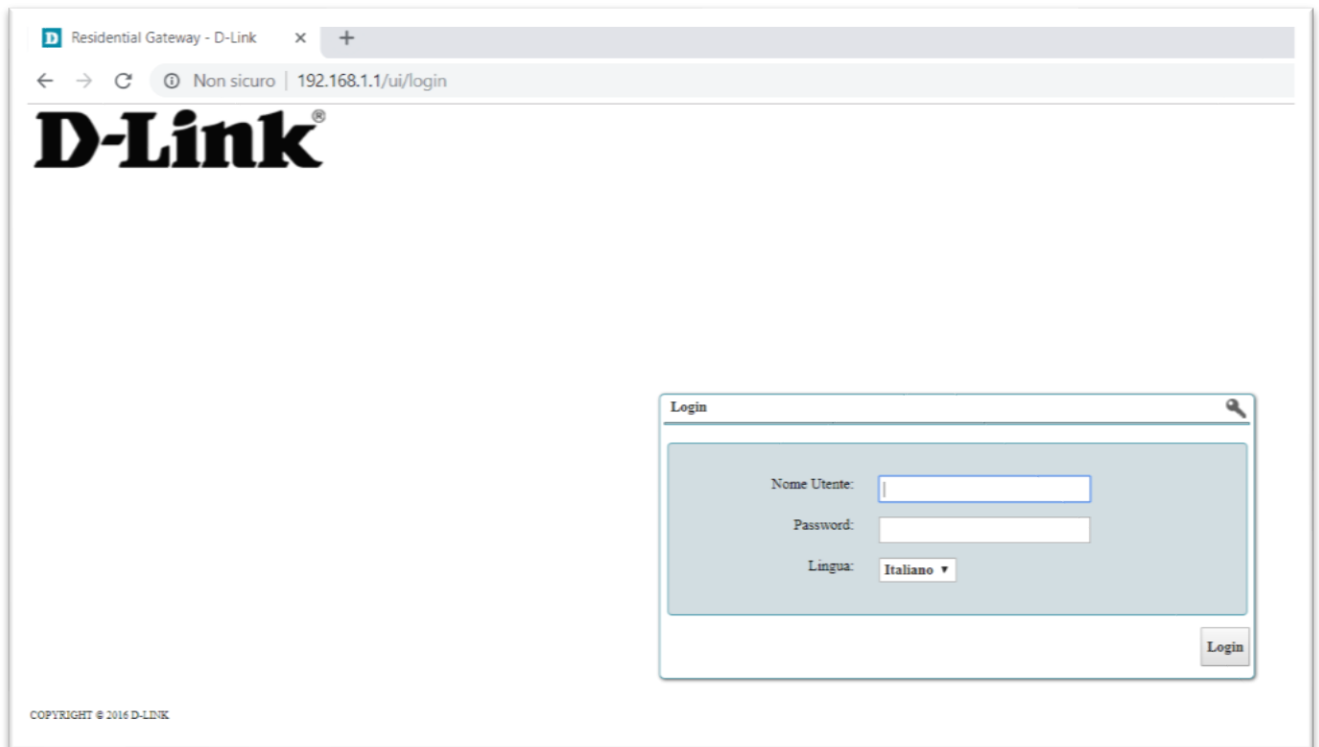 Residential Gateway - D-Link
Non sicuro | 192.168.1.1/ui/login
D-Link®
Login
Nome Utente:
Password:
Lingua: Italiano
Login
COPYRIGHT © 2016 D-LINK